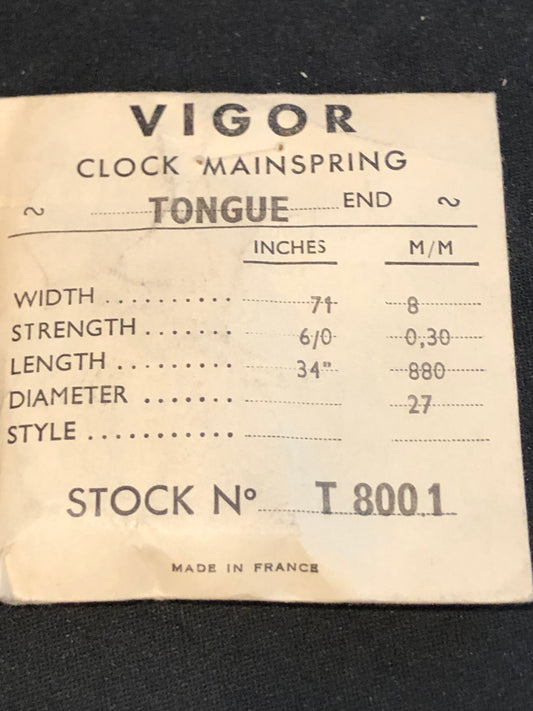 VIGOR
CLOCK MAINSPRING
~ TONGUE END ~
INCHES M/M
WIDTH .......... 71 8
STRENGTH ....... 6/0 0,30
LENGTH .......... 34" 880
DIAMETER ....... 27
STYLE ...........
STOCK Nº T 800.1
MADE IN FRANCE